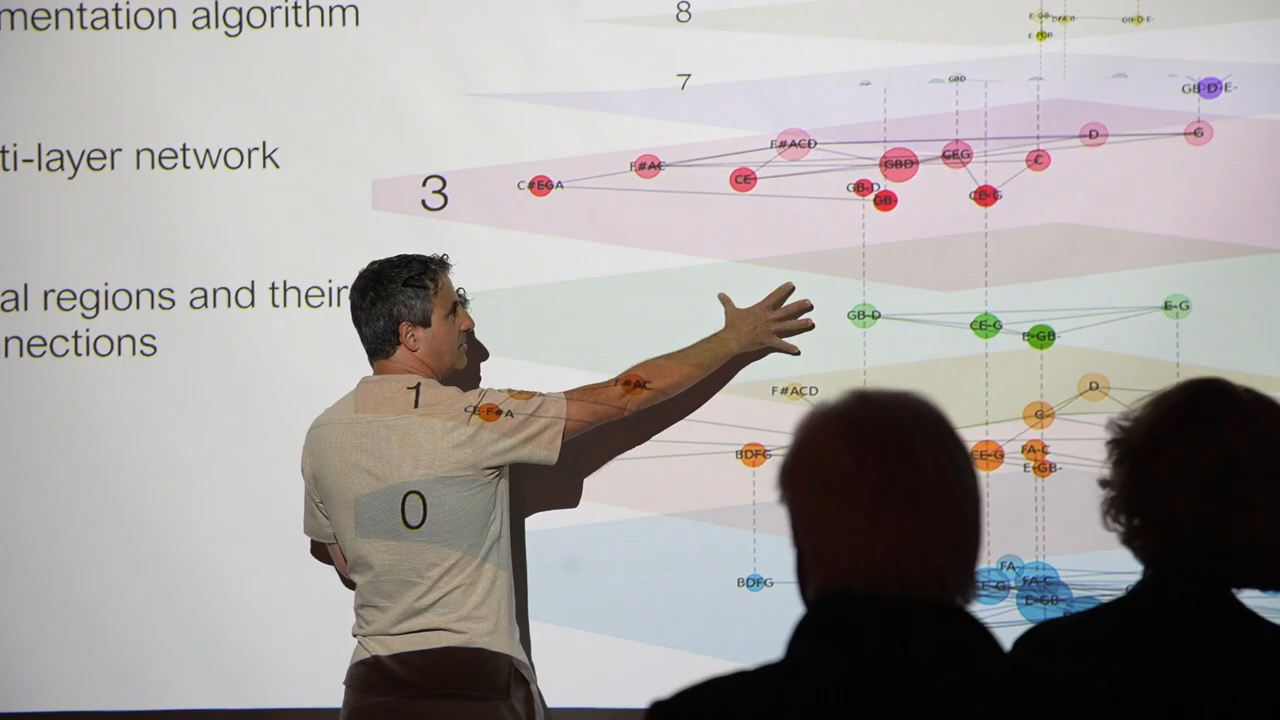 mentation algorithm
ti-layer network
al regions and their
nnections
8
7
GBD
GB-D-E-
3
F#ACD
D
G
F#AC
CE
GBD
CEG
C
C#EGA
GB-D
GB-
CE-G
GB-D
CE-G
E-GB-
E-G
1
CE-F#A
F#AC
F#ACD
D
G-
BDFG
CE-G
FA-C
E-GB-
0
BDFG
E-G
FA-
FA-C
E-GB-